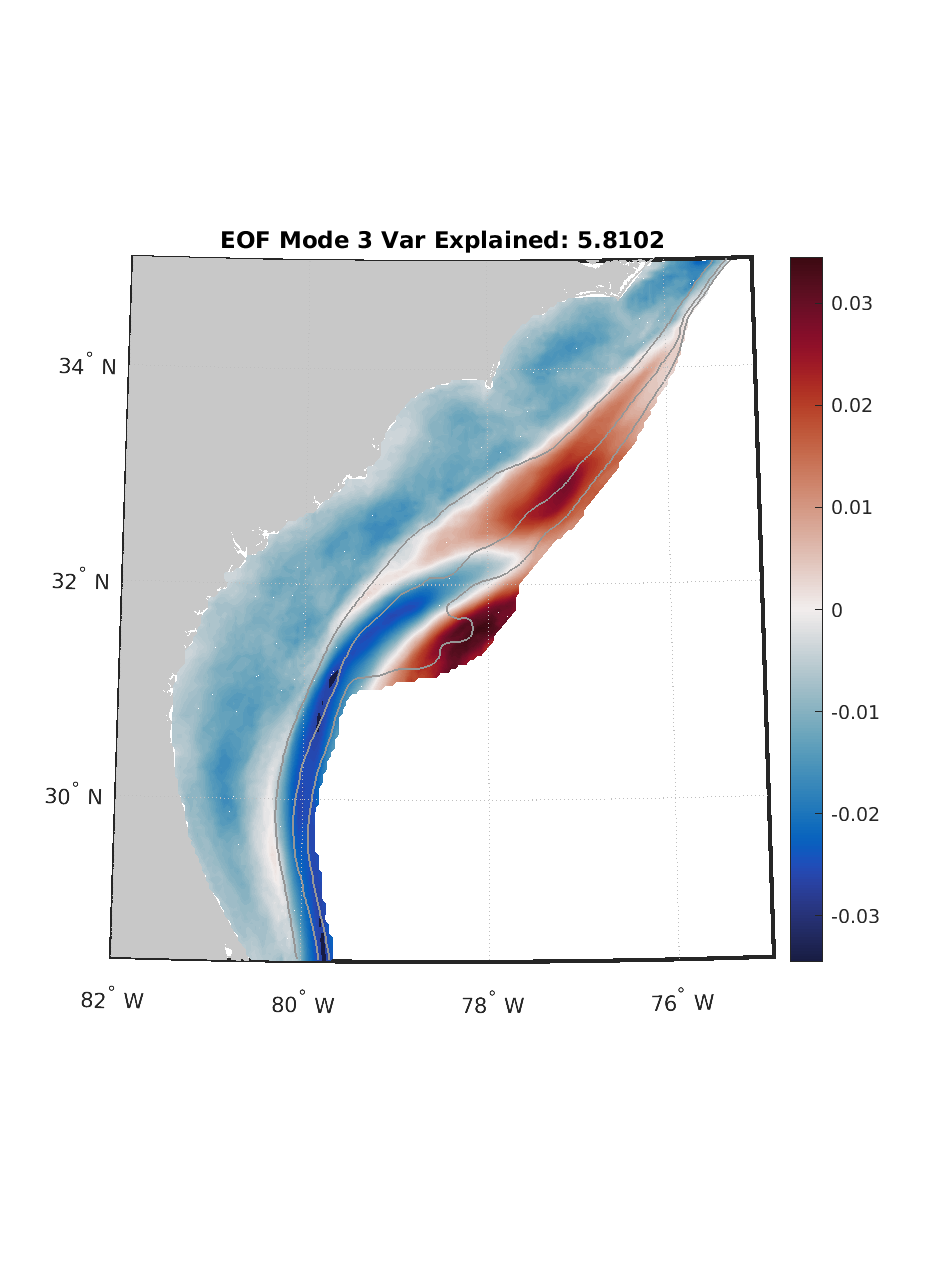 EOF Mode 3 Var Explained: 5.8102
34° N
32° N
30° N
82° W
80° W
78° W
76° W
0.03
0.02
0.01
0
-0.01
-0.02
-0.03